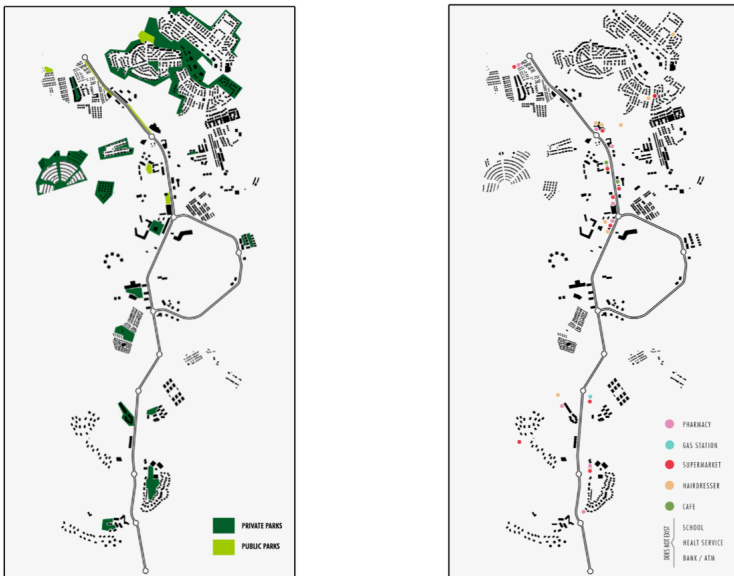 PRIVATE PARKS
PUBLIC PARKS
PHARMACY
GAS STATION
SUPERMARKET
HAIRDRESSER
CAFE
DOES NOT EXIST
SCHOOL
HEALT SERVICE
BANK / ATM